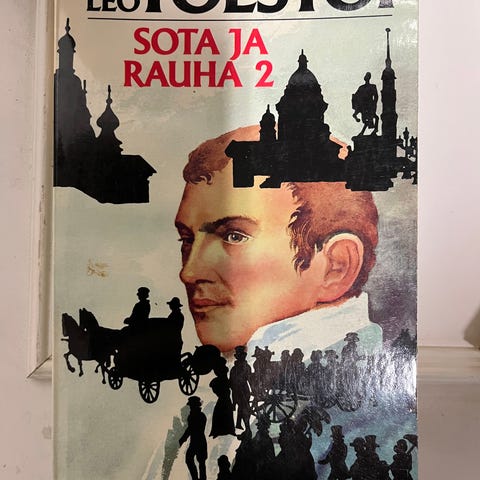 LEO TOLSTOI
SOTA JA
RAUHA 2